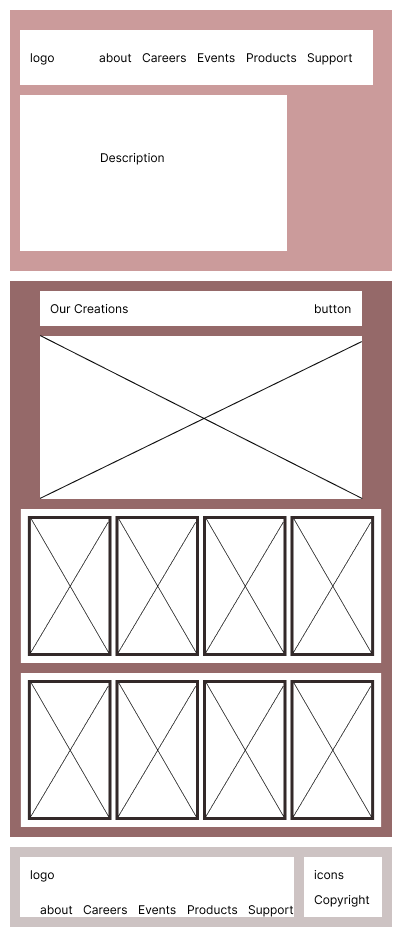 logo about Careers Events Products Support
Description
Our Creations button
logo
about Careers Events Products Support
icons
Copyright